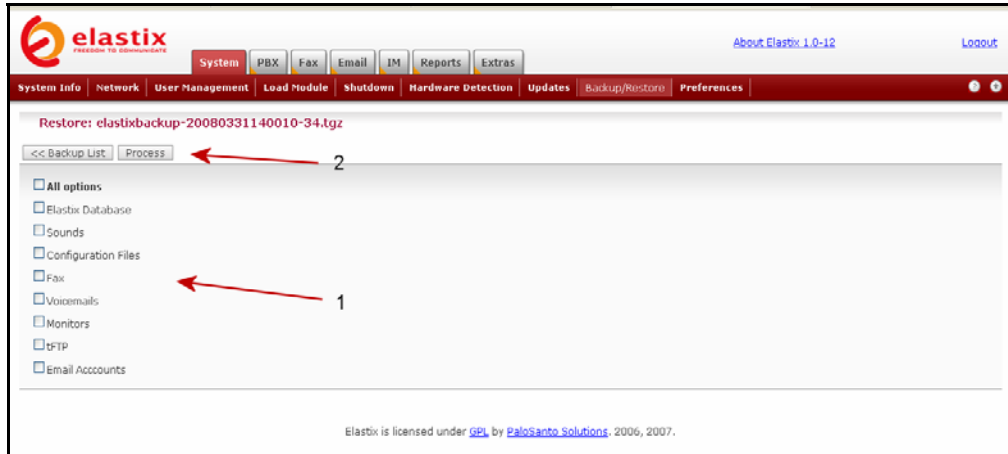 elastix
FREEDOM TO COMMUNICATE
About Elastix 1.0-12
Logout
System PBX Fax Email IM Reports Extras
System Info Network User Management Load Module Shutdown Hardware Detection Updates Backup/Restore Preferences
Restore: elastixbackup-20080331140010-34.tgz
<< Backup List Process
2
All options
Elastix Database
Sounds
Configuration Files
Fax
Voicemails
1
Monitors
tFTP
Email Acccounts
Elastix is licensed under GPL by PaloSanto Solutions. 2006, 2007.